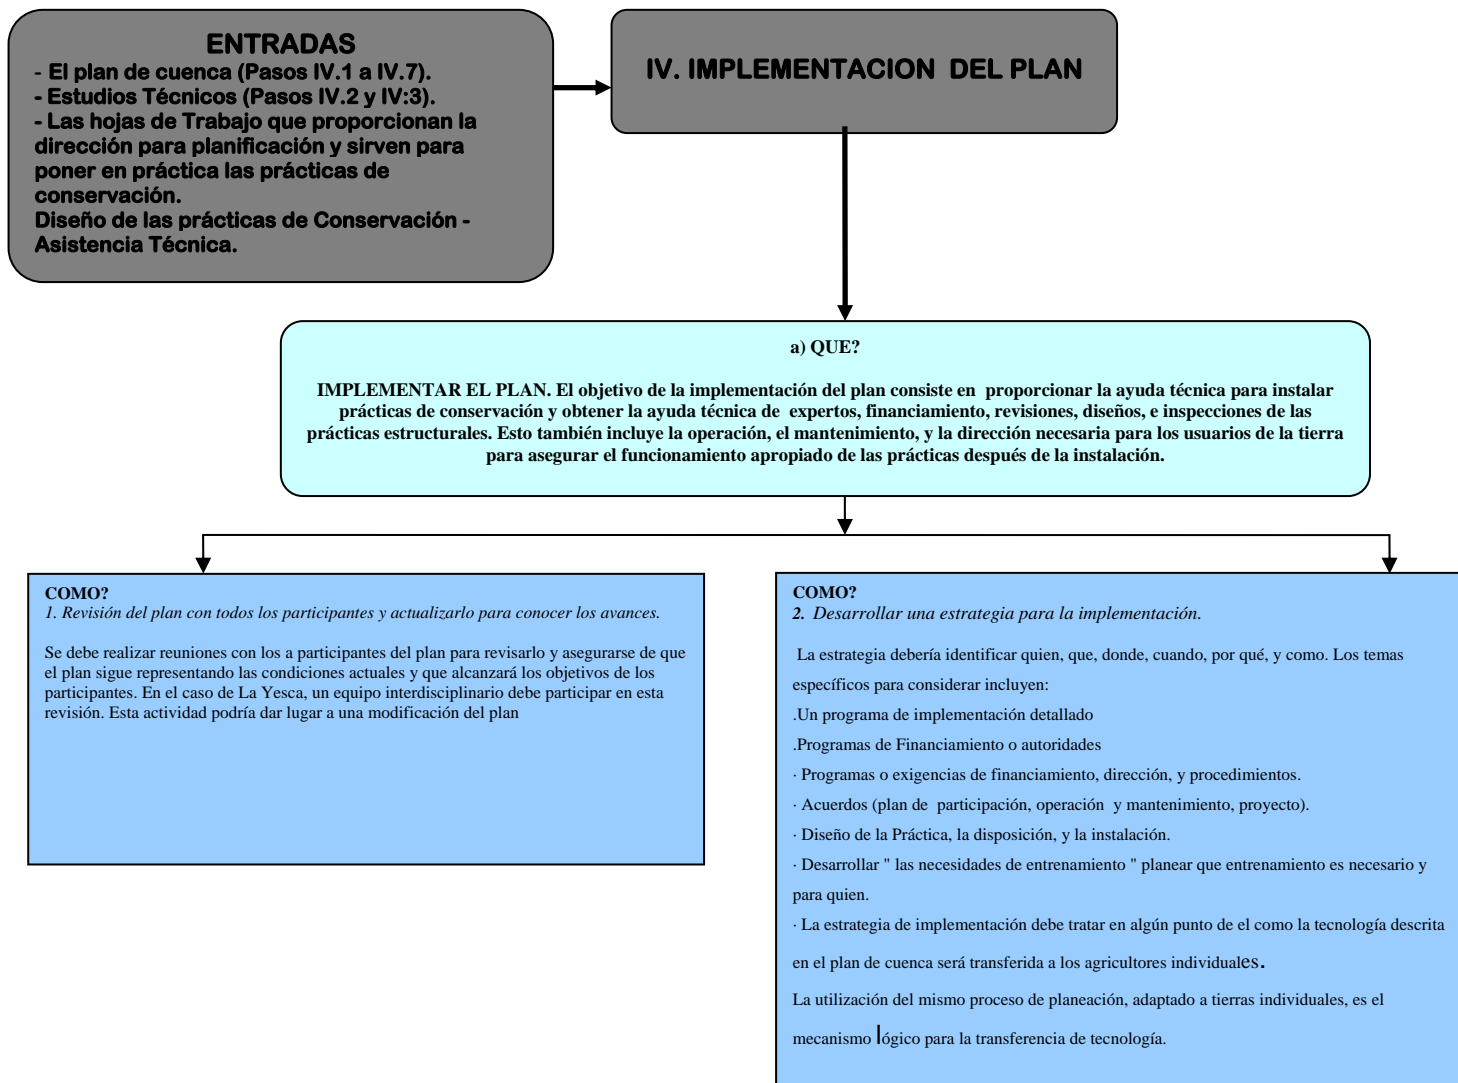 ENTRADAS
- El plan de cuenca (Pasos IV.1 a IV.7).
- Estudios Técnicos (Pasos IV.2 y IV:3).
- Las hojas de Trabajo que proporcionan la
dirección para planificación y sirven para
poner en práctica las prácticas de
conservación.
Diseño de las prácticas de Conservación -
Asistencia Técnica.
IV. IMPLEMENTACION DEL PLAN
a) QUE?
IMPLEMENTAR EL PLAN. El objetivo de la implementación del plan consiste en proporcionar la ayuda técnica para instalar
prácticas de conservación y obtener la ayuda técnica de expertos, financiamiento, revisiones, diseños, e inspecciones de las
prácticas estructurales. Esto también incluye la operación, el mantenimiento, y la dirección necesaria para los usuarios de la tierra
para asegurar el funcionamiento apropiado de las prácticas después de la instalación.
COMO?
1. Revisión del plan con todos los participantes y actualizarlo para conocer los avances.
Se debe realizar reuniones con los a participantes del plan para revisarlo y asegurarse de que
el plan sigue representando las condiciones actuales y que alcanzará los objetivos de los
participantes. En el caso de La Yesca, un equipo interdisciplinario debe participar en esta
revisión. Esta actividad podría dar lugar a una modificación del plan
COMO?
2. Desarrollar una estrategia para la implementación.
La estrategia debería identificar quien, que, donde, cuando, por qué, y como. Los temas
específicos para considerar incluyen:
.Un programa de implementación detallado
.Programas de Financiamiento o autoridades
· Programas o exigencias de financiamiento, dirección, y procedimientos.
· Acuerdos (plan de participación, operación y mantenimiento, proyecto).
· Diseño de la Práctica, la disposición, y la instalación.
· Desarrollar " las necesidades de entrenamiento " planear que entrenamiento es necesario y
para quien.
· La estrategia de implementación debe tratar en algún punto de el como la tecnología descrita
en el plan de cuenca será transferida a los agricultores individuales.
La utilización del mismo proceso de planeación, adaptado a tierras individuales, es el
mecanismo lógico para la transferencia de tecnología.